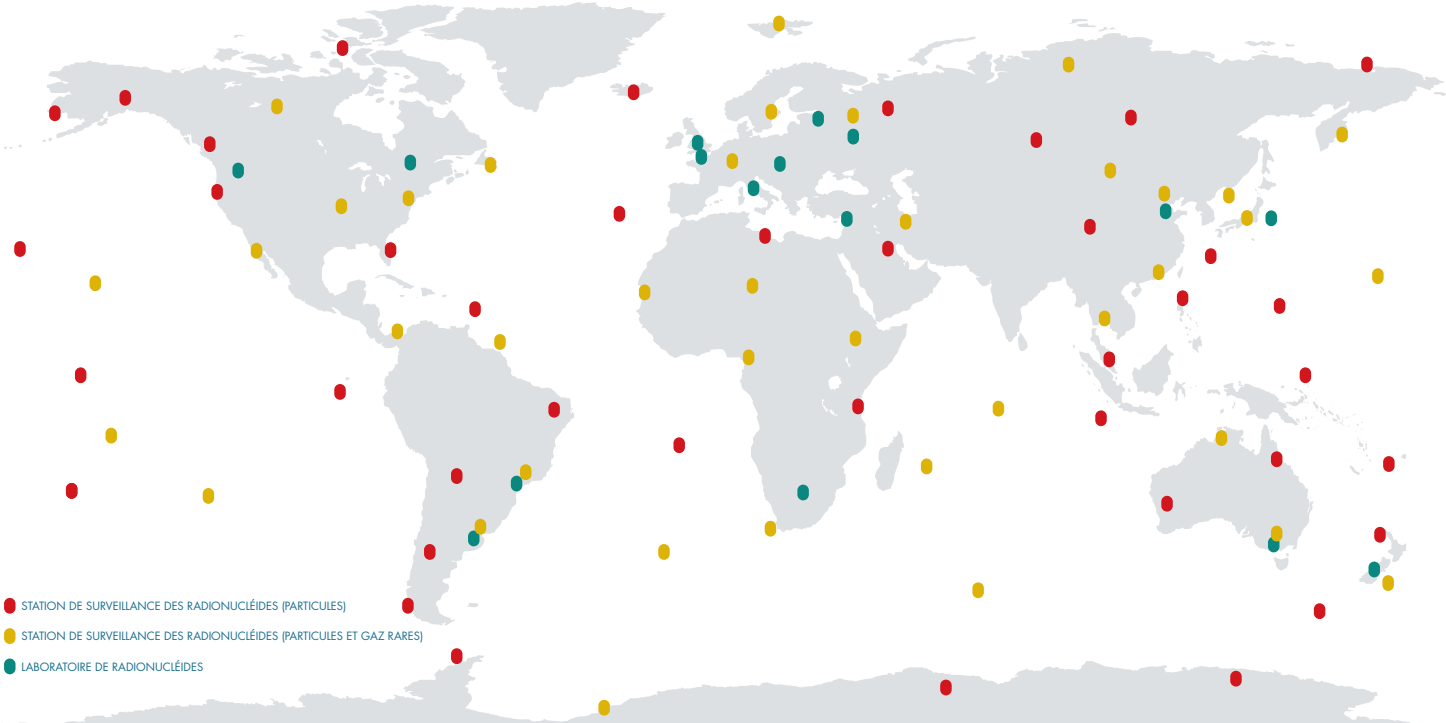 STATION DE SURVEILLANCE DES RADIONUCLÉIDES (PARTICULES)
STATION DE SURVEILLANCE DES RADIONUCLÉIDES (PARTICULES ET GAZ RARES)
LABORATOIRE DE RADIONUCLÉIDES